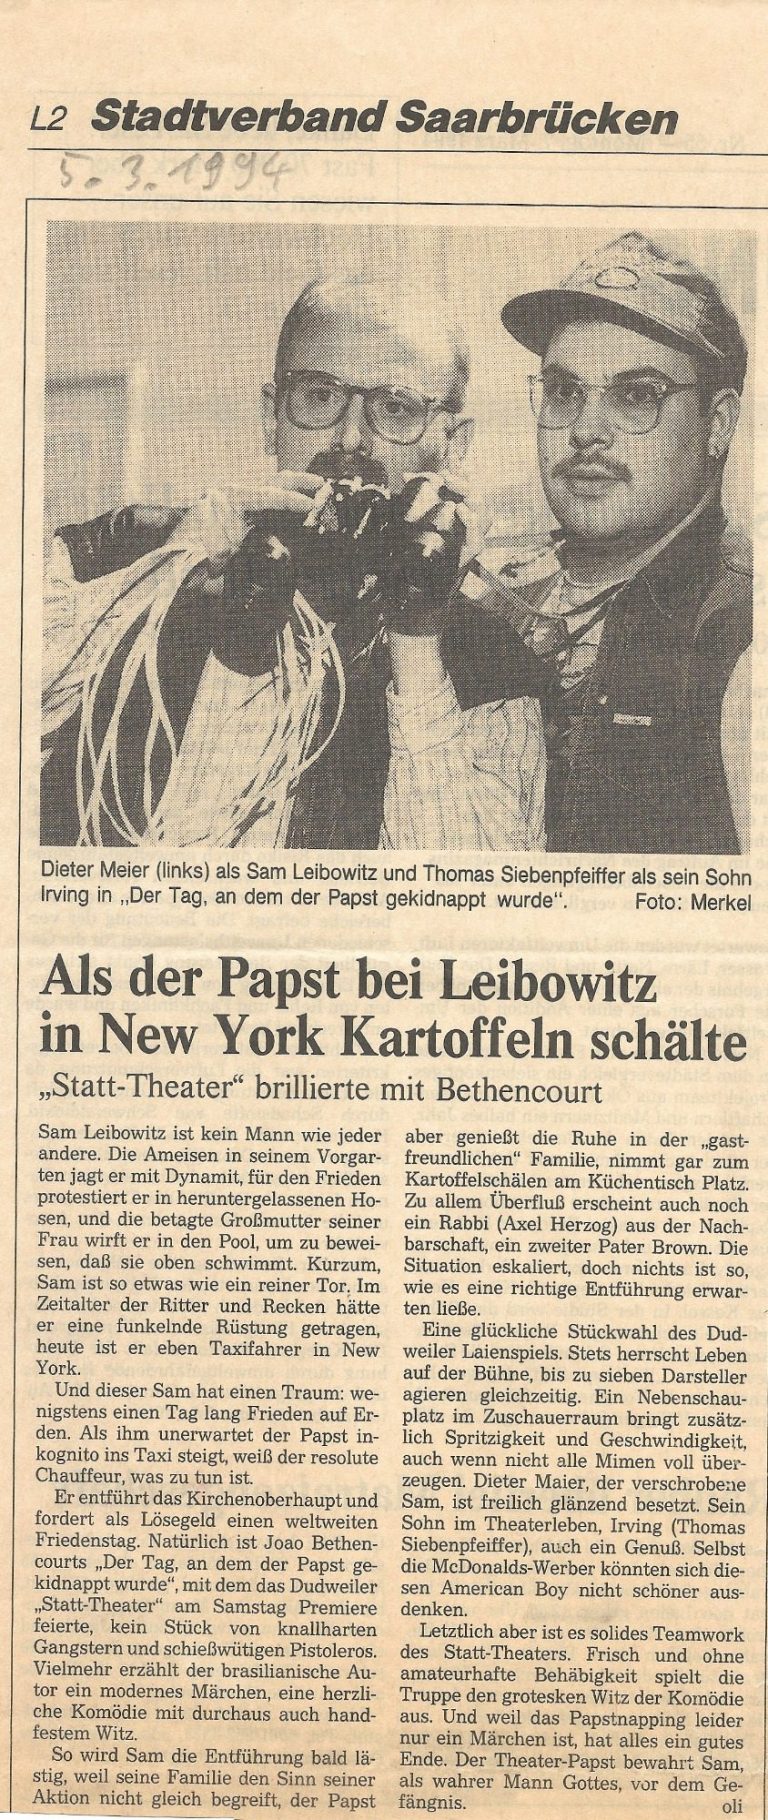 L2 Stadtverband Saarbrücken
5. 3. 1994
Dieter Meier (links) als Sam Leibowitz und Thomas Siebenpfeiffer als sein Sohn
Irving in „Der Tag, an dem der Papst gekidnappt wurde“. Foto: Merkel
Als der Papst bei Leibowitz
in New York Kartoffeln schälte
„Statt-Theater“ brillierte mit Bethencourt
Sam Leibowitz ist kein Mann wie jeder
andere. Die Ameisen in seinem Vorgar-
ten jagt er mit Dynamit, für den Frieden
protestiert er in heruntergelassenen Ho-
sen, und die betagte Großmutter seiner
Frau wirft er in den Pool, um zu bewei-
sen, daß sie oben schwimmt. Kurzum,
Sam ist so etwas wie ein reiner Tor. Im
Zeitalter der Ritter und Recken hätte
er eine funkelnde Rüstung getragen,
heute ist er eben Taxifahrer in New
York.
Und dieser Sam hat einen Traum: we-
nigstens einen Tag lang Frieden auf Er-
den. Als ihm unerwartet der Papst in-
kognito ins Taxi steigt, weiß der resolute
Chauffeur, was zu tun ist.
Er entführt das Kirchenoberhaupt und
fordert als Lösegeld einen weltweiten
Friedenstag. Natürlich ist Joao Bethen-
courts „Der Tag, an dem der Papst ge-
kidnappt wurde“, mit dem das Dudweiler
„Statt-Theater“ am Samstag Premiere
feierte, kein Stück von knallharten
Gangstern und schießwütigen Pistoleros.
Vielmehr erzählt der brasilianische Au-
tor ein modernes Märchen, eine herzli-
che Komödie mit durchaus auch hand-
festem Witz.
So wird Sam die Entführung bald lä-
stig, weil seine Familie den Sinn seiner
Aktion nicht gleich begreift, der Papst
aber genießt die Ruhe in der „gast-
freundlichen“ Familie, nimmt gar zum
Kartoffelschälen am Küchentisch Platz.
Zu allem Überfluß erscheint auch noch
ein Rabbi (Axel Herzog) aus der Nach-
barschaft, ein zweiter Pater Brown. Die
Situation eskaliert, doch nichts ist so,
wie es eine richtige Entführung erwar-
ten ließe.
Eine glückliche Stückwahl des Dud-
weiler Laienspiels. Stets herrscht Leben
auf der Bühne, bis zu sieben Darsteller
agieren gleichzeitig. Ein Nebenschau-
platz im Zuschauerraum bringt zusätz-
lich Spritzigkeit und Geschwindigkeit,
auch wenn nicht alle Mimen voll über-
zeugen. Dieter Maier, der verschrobene
Sam, ist freilich glänzend besetzt. Sein
Sohn im Theaterleben, Irving (Thomas
Siebenpfeiffer), auch ein Genuß. Selbst
die McDonalds-Werber könnten sich die-
sen American Boy nicht schöner aus-
denken.
Letztlich aber ist es solides Teamwork
des Statt-Theaters. Frisch und ohne
amateurhafte Behäbigkeit spielt die
Truppe den grotesken Witz der Komödie
aus. Und weil das Papstnapping leider
nur ein Märchen ist, hat alles ein gutes
Ende. Der Theater-Papst bewahrt Sam,
als wahrer Mann Gottes, vor dem Ge-
fängnis. oli